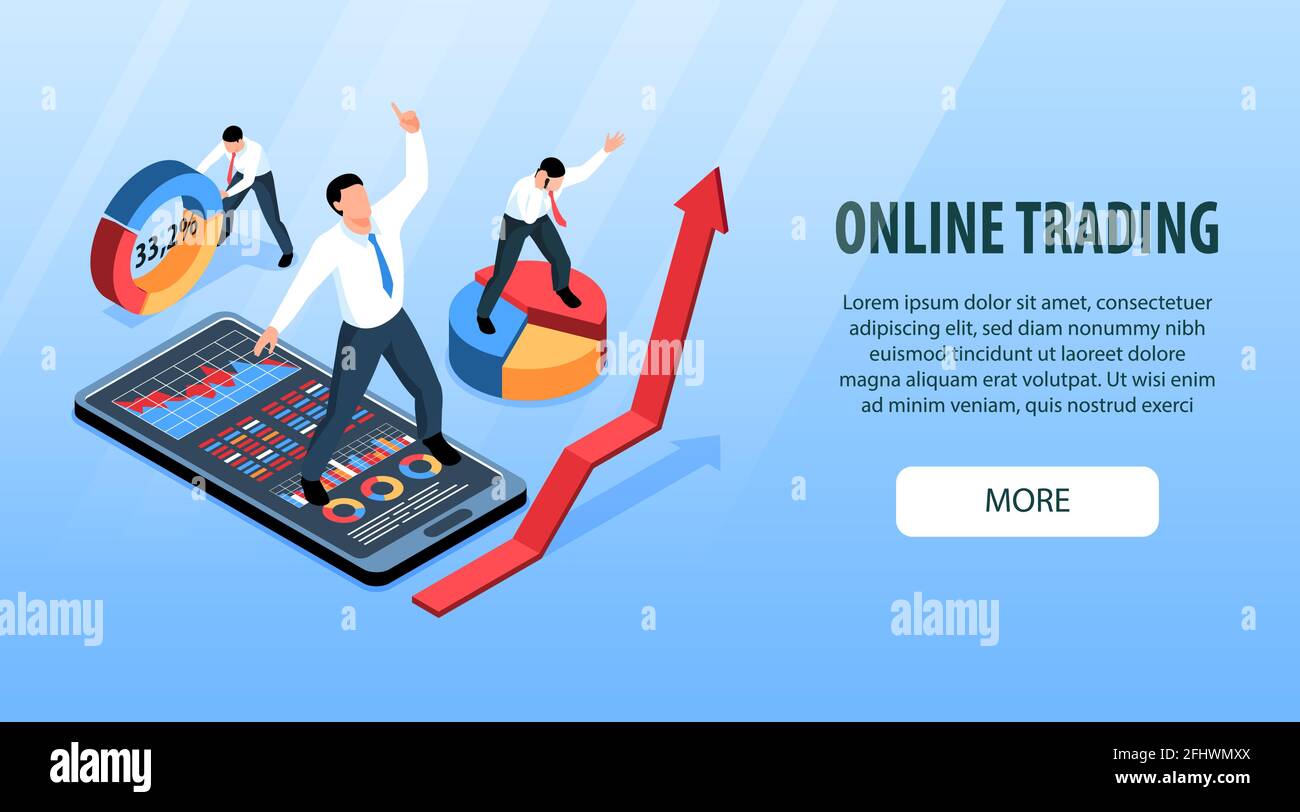 33,2%
ONLINE TRADING
Lorem ipsum dolor sit amet, consectetuer
adipiscing elit, sed diam nonummy nibh
euismod tincidunt ut laoreet dolore
magna aliquam erat volutpat. Ut wisi enim
ad minim veniam, quis nostrud exerci
MORE
a a a a
alamy
alamy
a a a
alamy
Image ID: 2FHWMXX
www.alamy.com